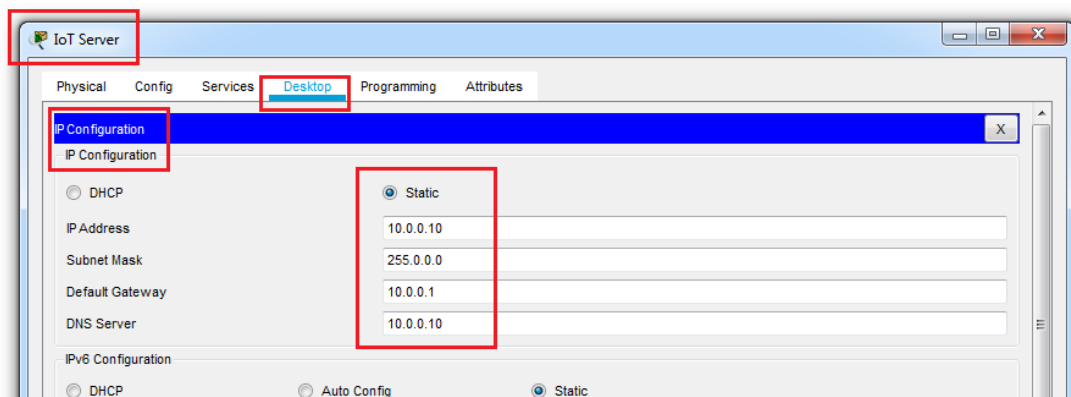 IoT Server
Physical Config Services Desktop Programming Attributes
IP Configuration X
IP Configuration
DHCP Static
IP Address 10.0.0.10
Subnet Mask 255.0.0.0
Default Gateway 10.0.0.1
DNS Server 10.0.0.10
IPv6 Configuration
DHCP Auto Config Static